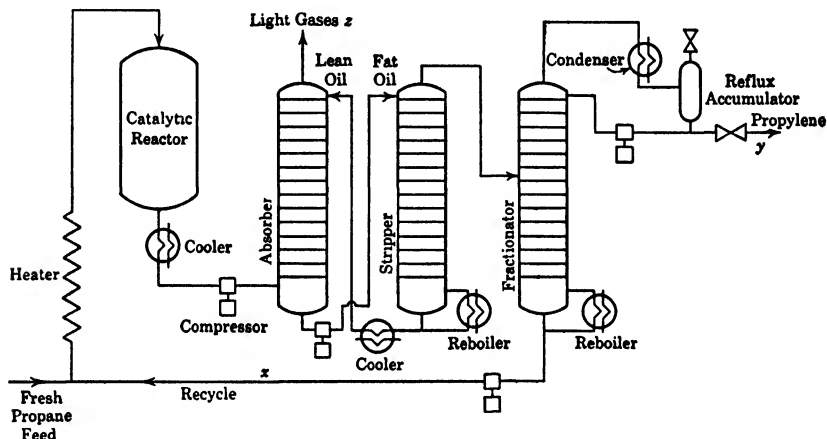 Light Gases z
Lean
Oil
Fat
Oil
Condenser
Reflux
Accumulator
Propylene
y
Catalytic
Reactor
Absorber
Stripper
Fractionator
Heater
Cooler
Compressor
Cooler
Reboiler
Reboiler
x
Recycle
Fresh
Propane
Feed